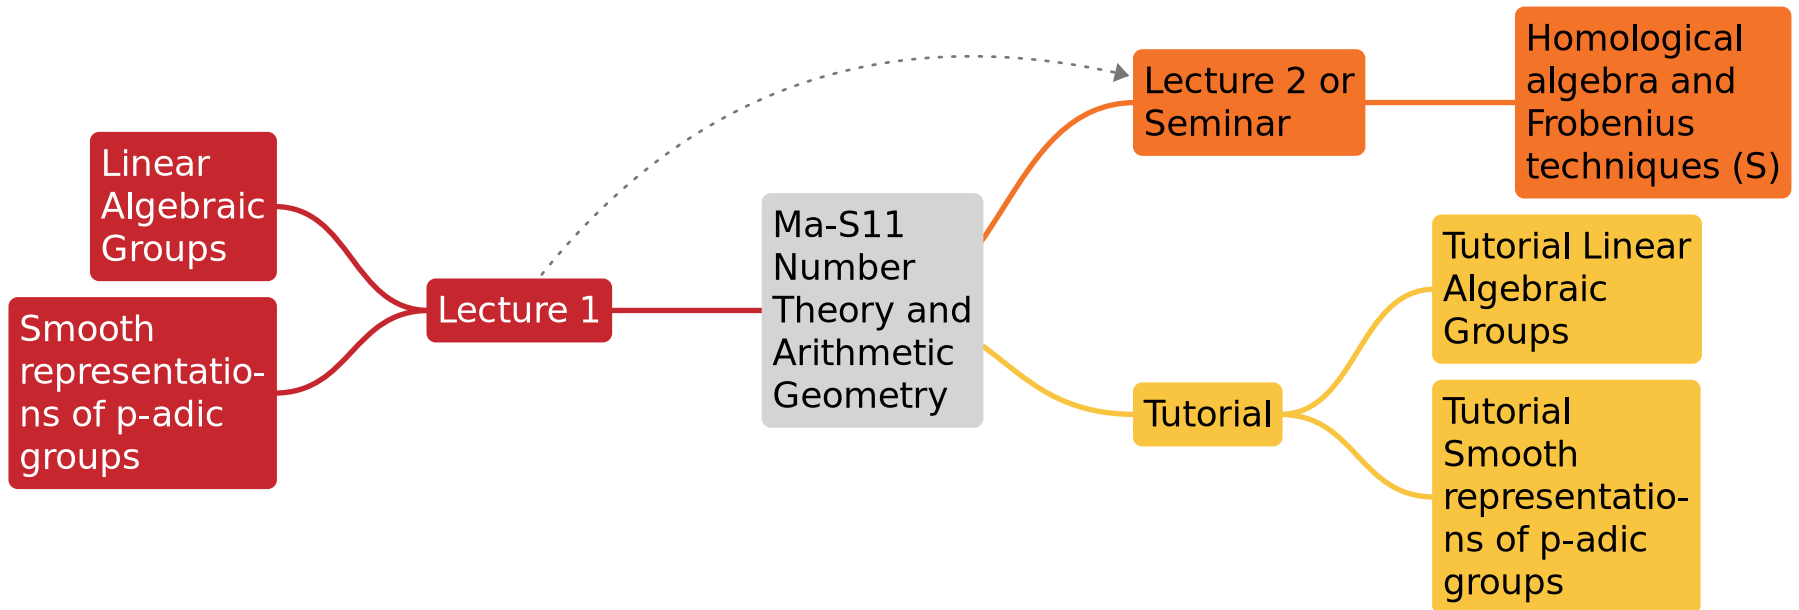 Linear
Algebraic
Groups
Smooth
representatio-
ns of p-adic
groups
Lecture 1
Ma-S11
Number
Theory and
Arithmetic
Geometry
Lecture 2 or
Seminar
Homological
algebra and
Frobenius
techniques (S)
Tutorial
Tutorial Linear
Algebraic
Groups
Tutorial
Smooth
representatio-
ns of p-adic
groups